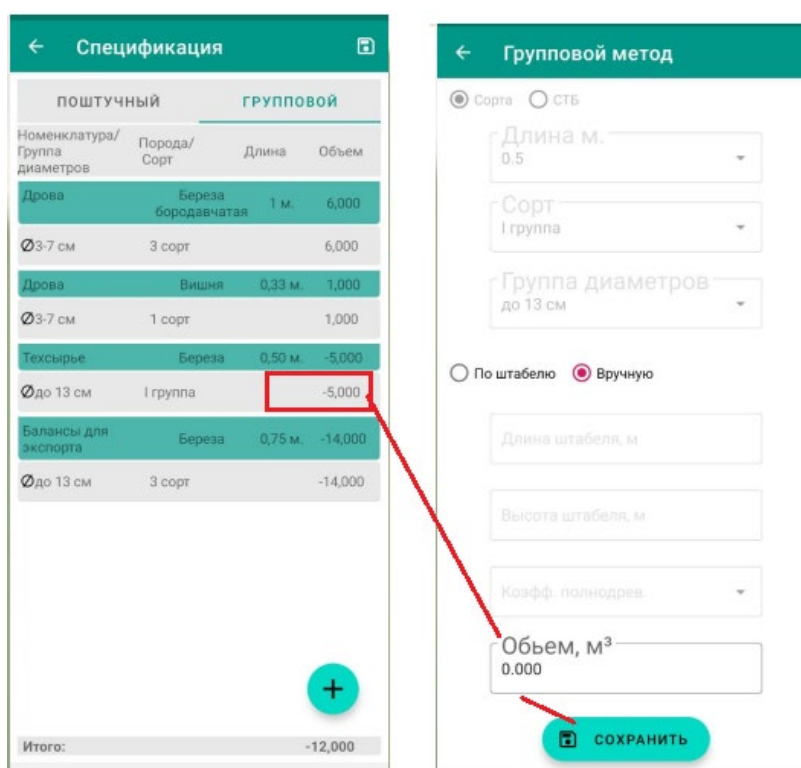 Спецификация
ПОШТУЧНЫЙ ГРУППОВОЙ
Номенклатура/
Группа
диаметров
Порода/
Сорт
Длина Объем
Дрова Береза
бородавчатая 1 м. 6,000
Ø3-7 см 3 сорт 6,000
Дрова Вишня 0,33 м. 1,000
Ø3-7 см 1 сорт 1,000
Техсырье Береза 0,50 м. -5,000
Øдо 13 см I группа -5,000
Балансы для
экспорта Береза 0,75 м. -14,000
Øдо 13 см 3 сорт -14,000
+
Итого: -12,000
Групповой метод
Сорта СТБ
Длина м.
0.5
Сорт
I группа
Группа диаметров
до 13 см
По штабелю Вручную
Длина штабеля, м
Высота штабеля, м
Коэфф. полнодрев.
Обьем, м³
0.000
СОХРАНИТЬ